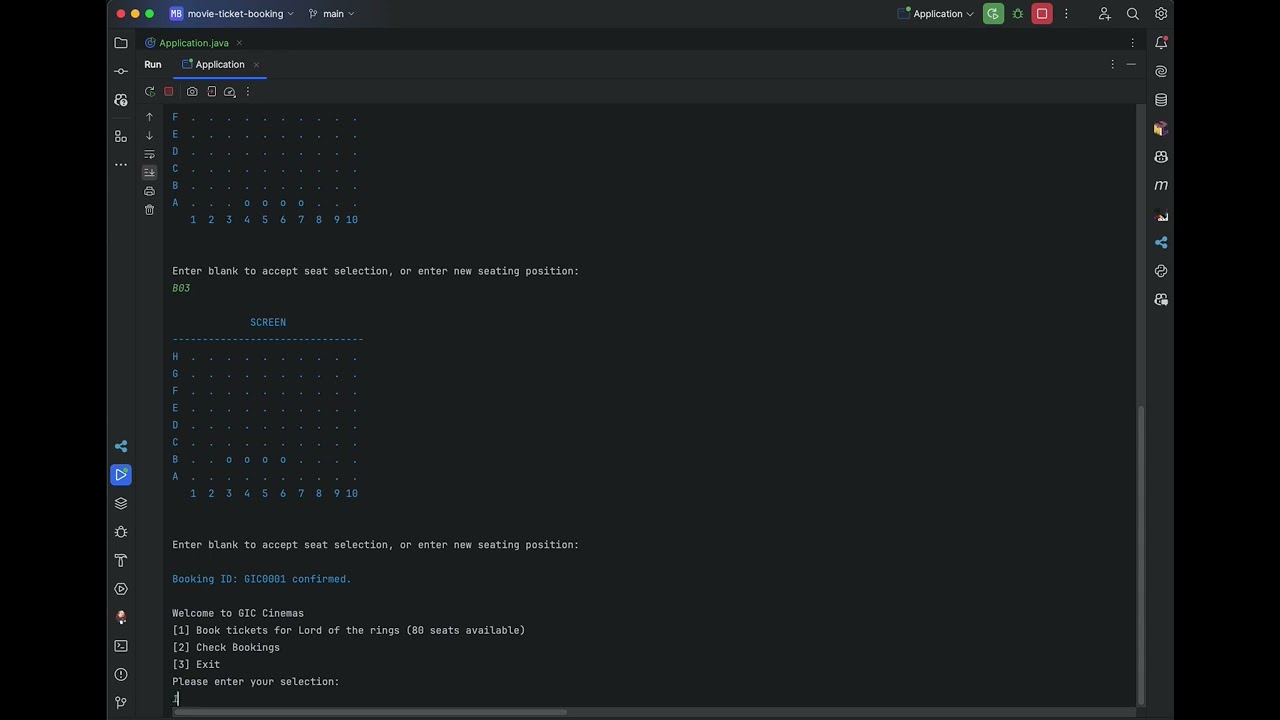 MB movie-ticket-booking main Application
Application.java
Run Application
F . . . . . . . . . .
E . . . . . . . . . .
D . . . . . . . . . .
C . . . . . . . . . .
B . . . . . . . . . .
A . . . o o o o . . .
1 2 3 4 5 6 7 8 9 10
Enter blank to accept seat selection, or enter new seating position:
B03
SCREEN
--------------------------------
H . . . . . . . . . .
G . . . . . . . . . .
F . . . . . . . . . .
E . . . . . . . . . .
D . . . . . . . . . .
C . . . . . . . . . .
B . . o o o o . . . .
A . . . . . . . . . .
1 2 3 4 5 6 7 8 9 10
Enter blank to accept seat selection, or enter new seating position:
Booking ID: GIC0001 confirmed.
Welcome to GIC Cinemas
[1] Book tickets for Lord of the rings (80 seats available)
[2] Check Bookings
[3] Exit
Please enter your selection:
1